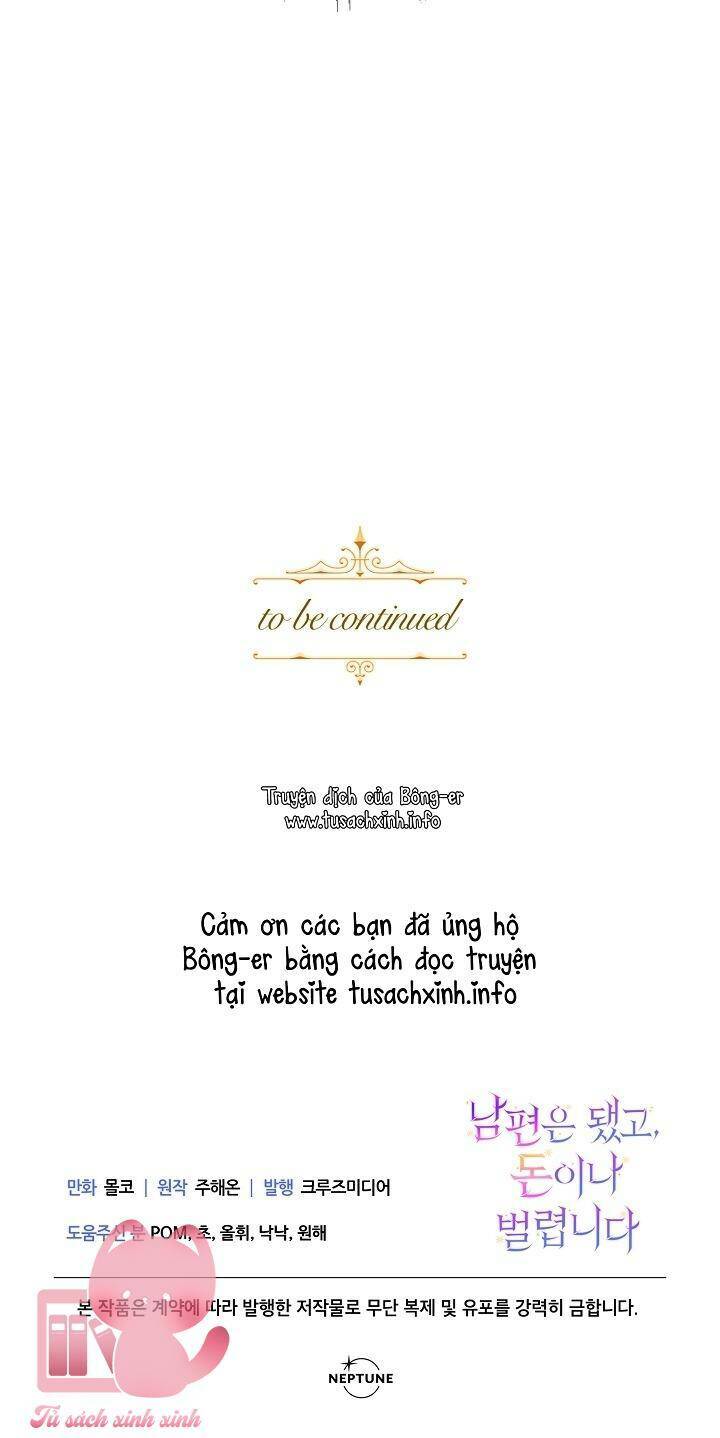 to be continued
Truyện dịch của Bông-er
www.tusachxinh.info
Cảm ơn các bạn đã ủng hộ
Bông-er bằng cách đọc truyện
tại website tusachxinh.info
남편은 됐고,
돈이나
벌렵니다
만화 몰코 | 원작 주해온 | 발행 크루즈미디어
도움주신 분 POM, 초, 올휘, 낙낙, 원해
본 작품은 계약에 따라 발행한 저작물로 무단 복제 및 유포를 강력히 금합니다.
NEPTUNE
Tủ sách xinh xinh